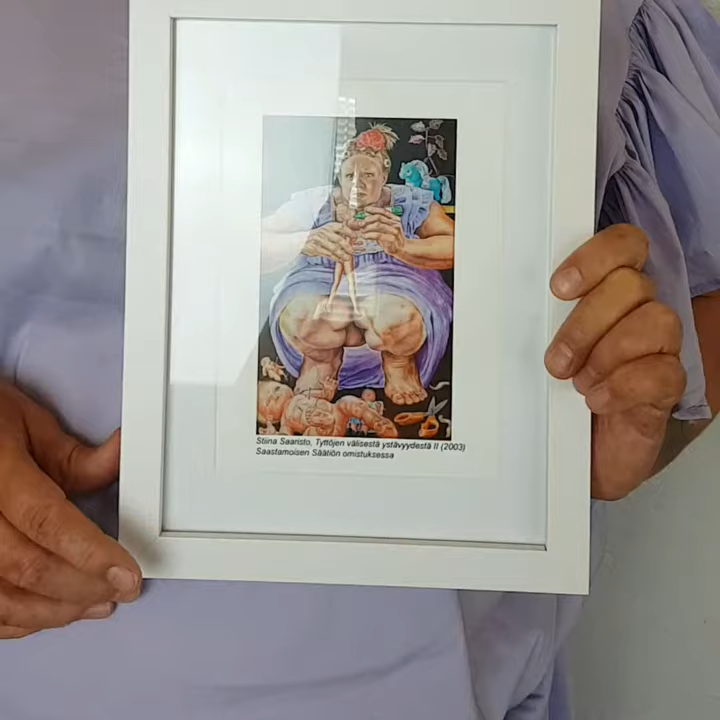 Stiina Saaristo, Tyttöjen välisestä ystävyydestä II (2003)
Saastamoisen Säätiön omistuksessa